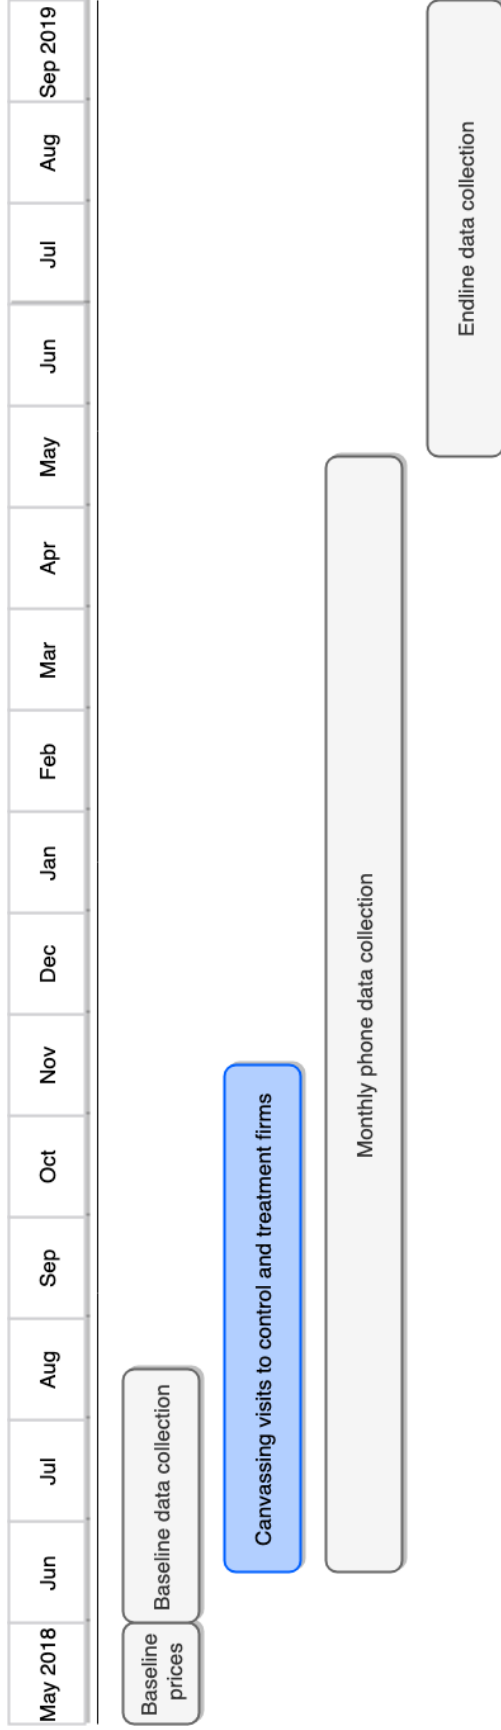 May 2018
Jun
Jul
Aug
Sep
Oct
Nov
Dec
Jan
Feb
Mar
Apr
May
Jun
Jul
Aug
Sep 2019
Baseline
prices
Baseline data collection
Canvassing visits to control and treatment firms
Monthly phone data collection
Endline data collection